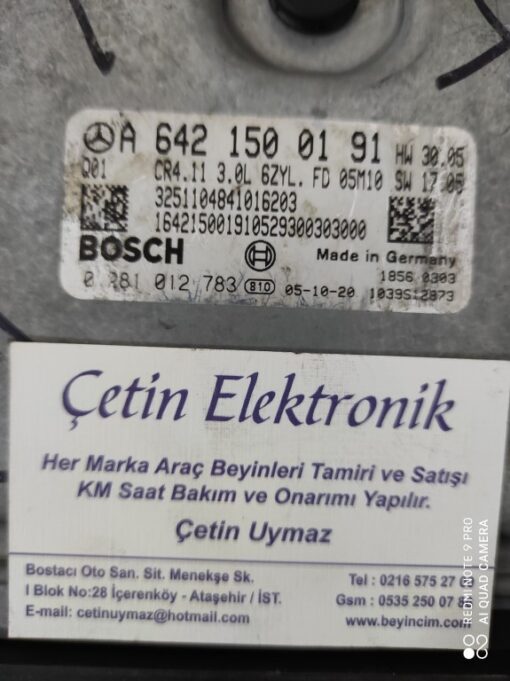 A 642 150 01 91 HW 30.05
Q01 CR4.11 3.0L 6ZYL. FD 05M10 SW 17.05
3251104841016203
1642150019105293003030000
BOSCH Made in Germany
0 281 012 783 810 05-10-20 1856 0303
1039S12873
Çetin Elektronik
Her Marka Araç Beyinleri Tamiri ve Satışı
KM Saat Bakım ve Onarımı Yapılır.
Çetin Uymaz
Bostacı Oto San. Sit. Menekşe Sk.
I Blok No:28 İçerenköy - Ataşehir / İST.
E-mail: cetinuymaz@hotmail.com
Tel : 0216 575 27
Gsm : 0535 250 07
www.beyincim.com
REDMI NOTE 9 PRO
AI QUAD CAMERA